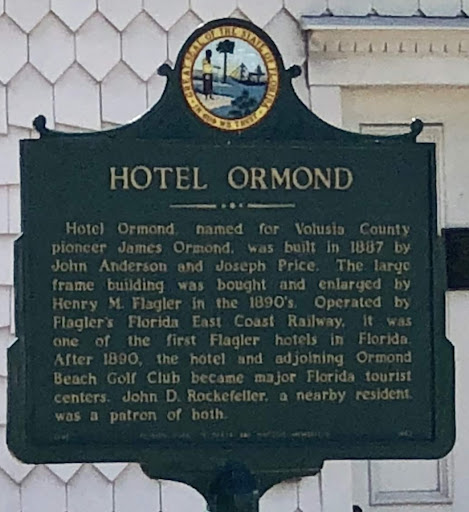 GREAT SEAL OF THE STATE OF FLORIDA
IN GOD WE TRUST
HOTEL ORMOND
Hotel Ormond, named for Volusia County
pioneer James Ormond, was built in 1887 by
John Anderson and Joseph Price. The large
frame building was bought and enlarged by
Henry M. Flagler in the 1890's. Operated by
Flagler's Florida East Coast Railway, it was
one of the first Flagler hotels in Florida.
After 1890, the hotel and adjoining Ormond
Beach Golf Club became major Florida tourist
centers. John D. Rockefeller, a nearby resident,
was a patron of both.